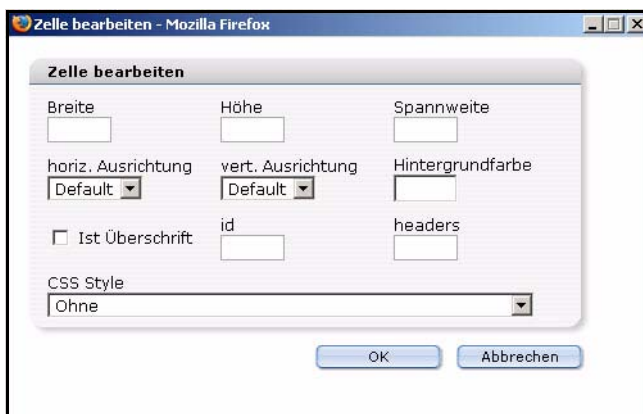 Zelle bearbeiten - Mozilla Firefox
Zelle bearbeiten
Breite Höhe Spannweite
horiz. Ausrichtung vert. Ausrichtung Hintergrundfarbe
Default Default
Ist Überschrift id headers
CSS Style
Ohne
OK Abbrechen